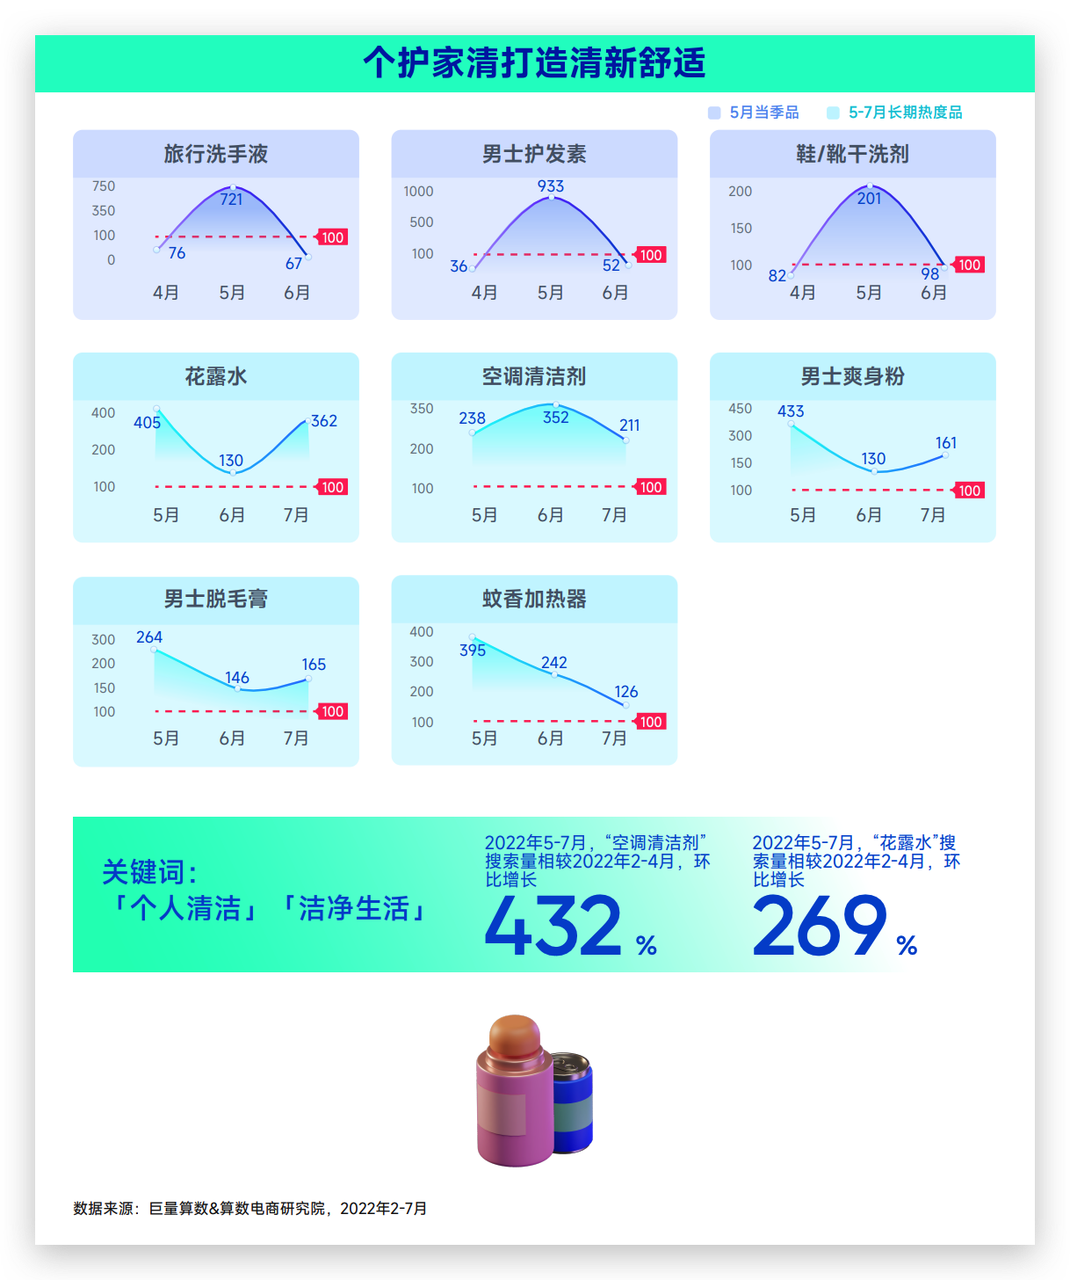 个护家清打造清新舒适
5月当季品
5-7月长期热度品
旅行洗手液
750
350
100
0
721
76
67
100
4月
5月
6月
男士护发素
1000
500
100
933
36
52
100
4月
5月
6月
鞋/靴干洗剂
200
150
100
201
82
98
100
4月
5月
6月
花露水
400
200
100
405
130
362
100
5月
6月
7月
空调清洁剂
350
200
100
238
352
211
100
5月
6月
7月
男士爽身粉
450
300
150
100
433
130
161
100
5月
6月
7月
男士脱毛膏
300
200
150
100
264
146
165
100
5月
6月
7月
蚊香加热器
400
300
200
100
395
242
126
100
5月
6月
7月
关键词：
「个人清洁」「洁净生活」
2022年5-7月，“空调清洁剂”
搜索量相较2022年2-4月，环
比增长
432 %
2022年5-7月，“花露水”搜
索量相较2022年2-4月，环
比增长
269 %
数据来源：巨量算数&算数电商研究院，2022年2-7月